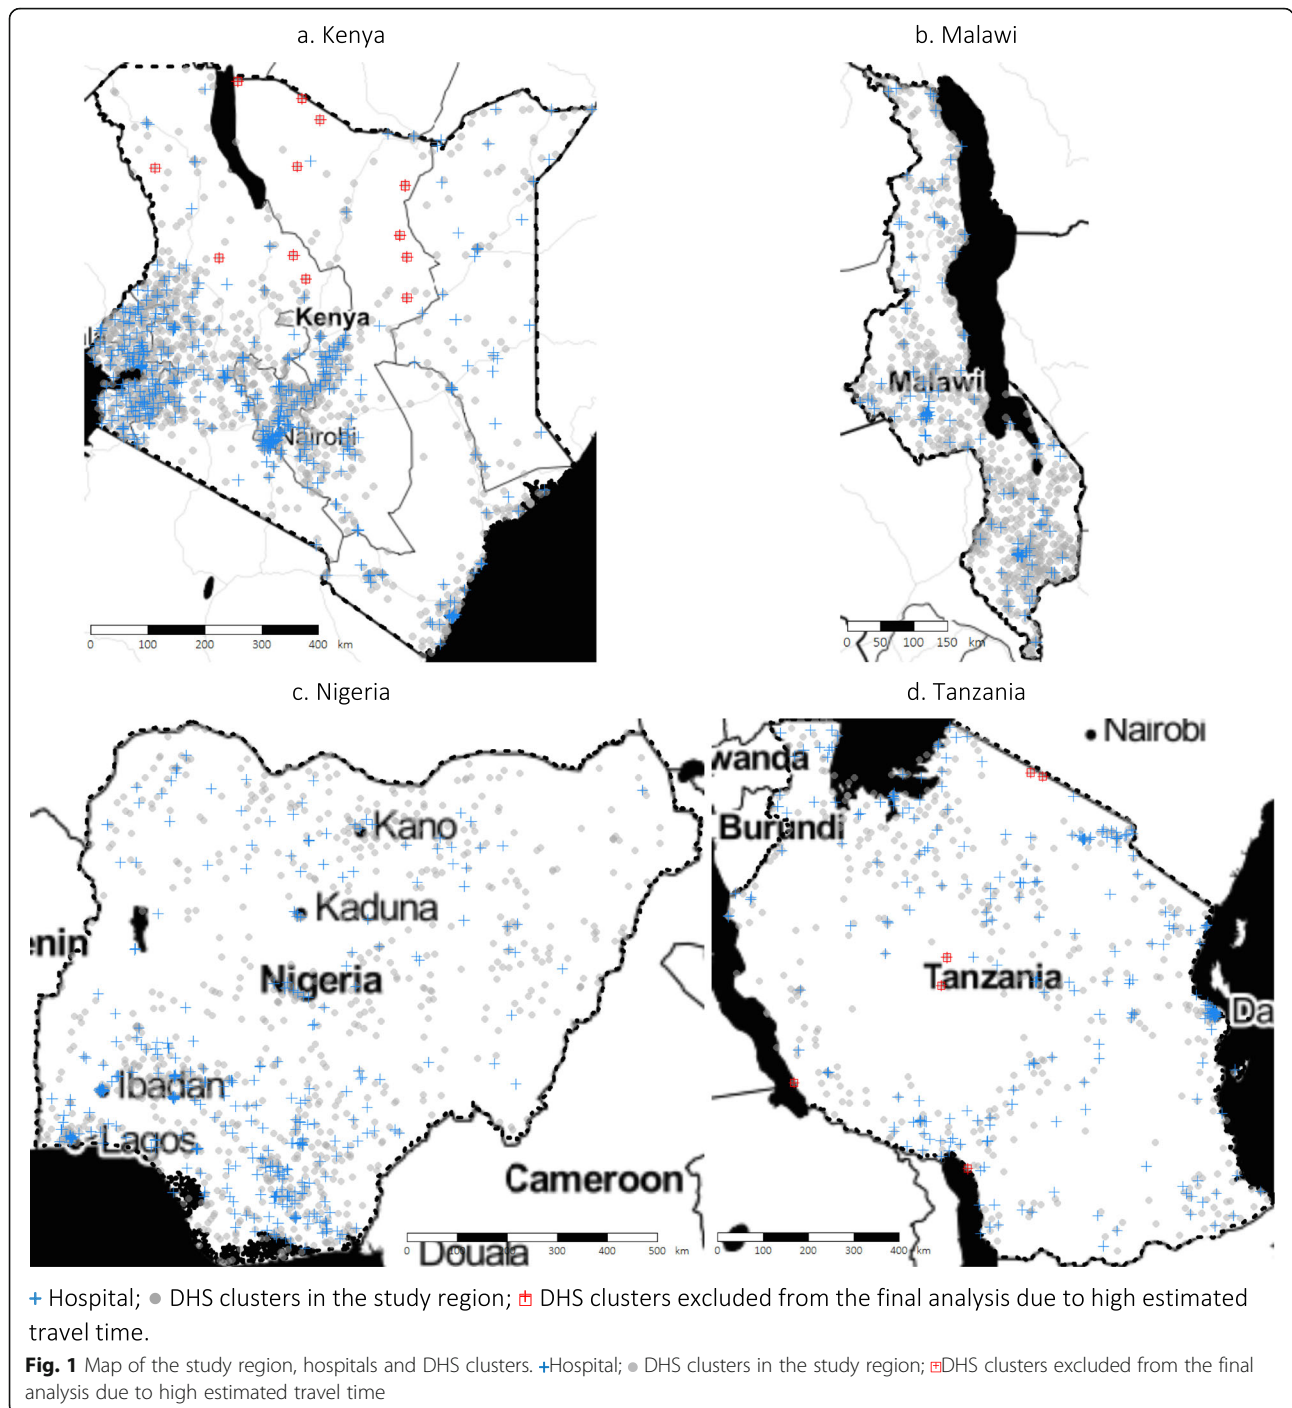 a. Kenya
b. Malawi
Kenya
Nairobi
0 100 200 300 400 km
Malawi
0 50 100 150 km
c. Nigeria
d. Tanzania
Kano
Kaduna
enin
Nigeria
Ibadan
Lagos
Cameroon
Douala
0 100 200 300 400 500 km
Nairobi
wanda
Burundi
Tanzania
Da
0 100 200 300 400 km
+ Hospital; ● DHS clusters in the study region; DHS clusters excluded from the final analysis due to high estimated
travel time.
Fig. 1 Map of the study region, hospitals and DHS clusters. +Hospital; ● DHS clusters in the study region; DHS clusters excluded from the final
analysis due to high estimated travel time